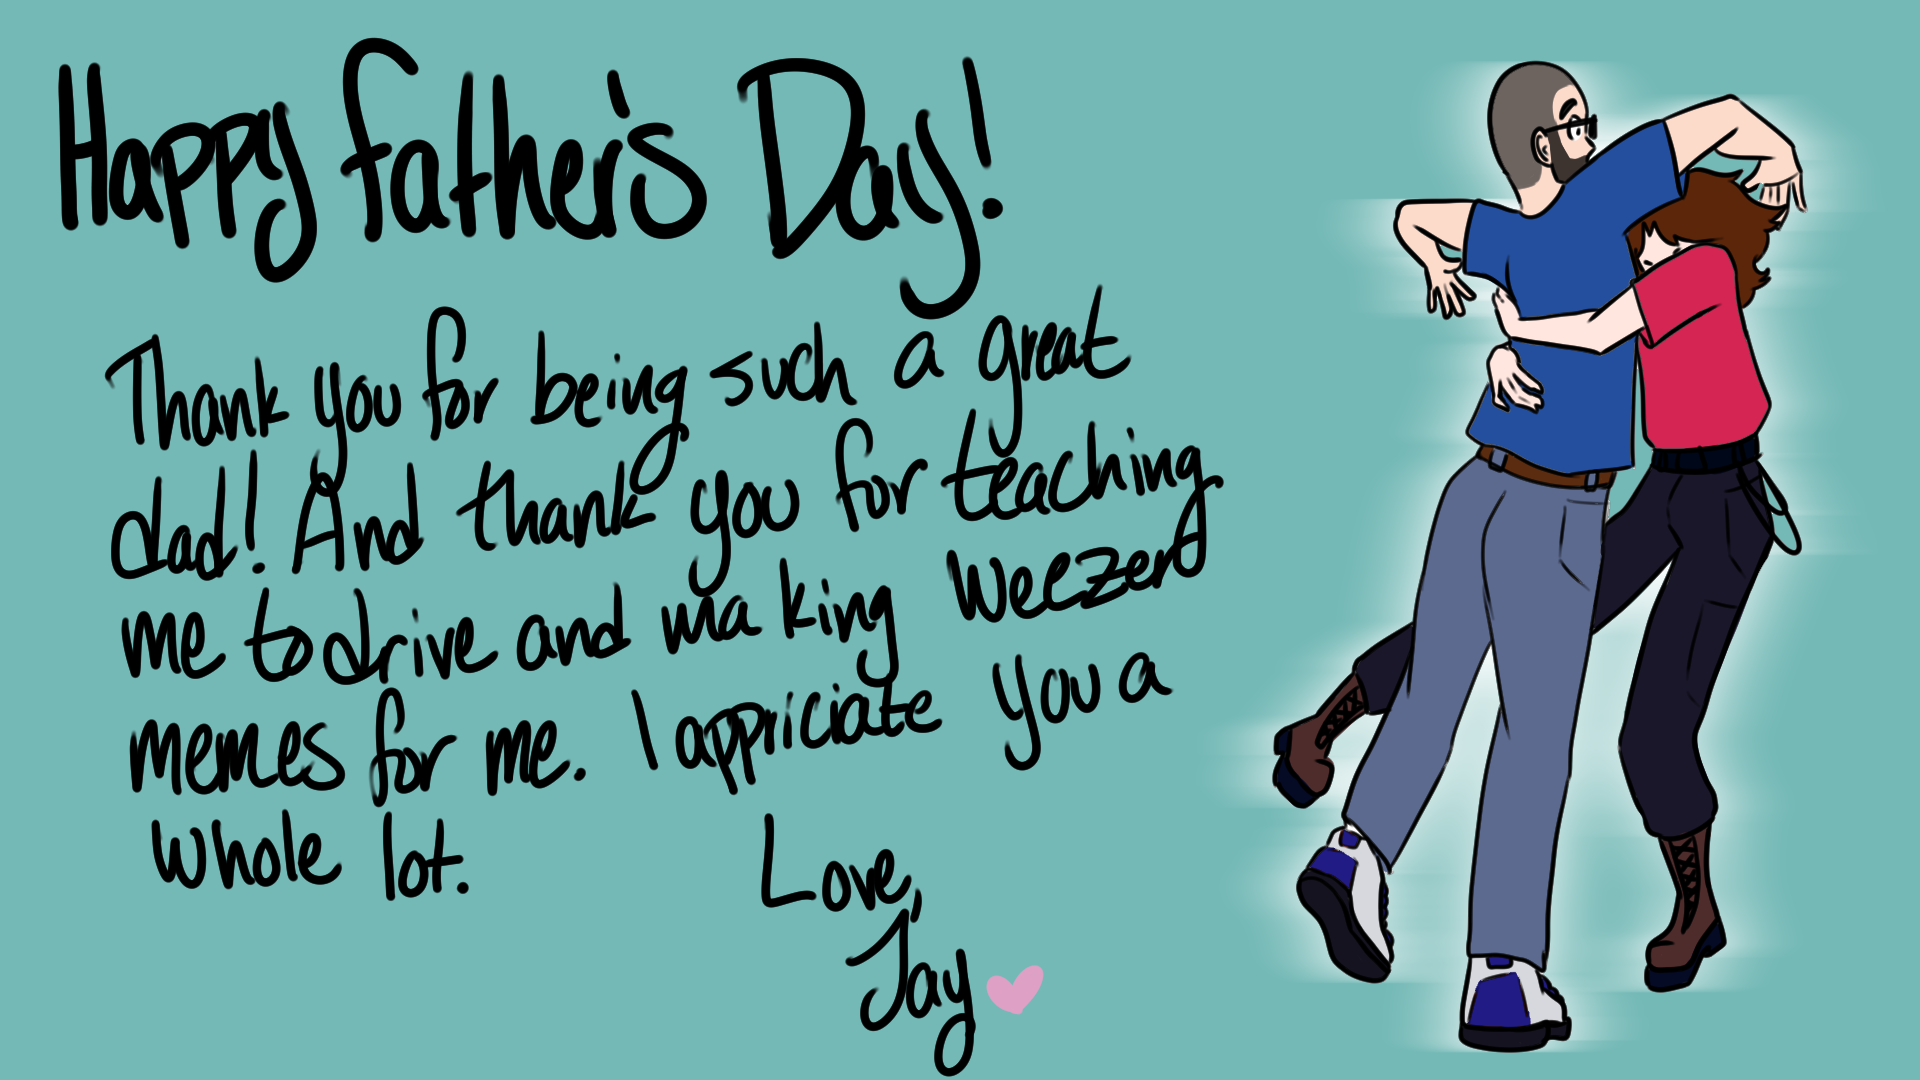 Happy father's Day!
Thank you for being such a great
dad! And thank you for teaching
me to drive and making Weezer
memes for me. I appriciate you a
whole lot.
Love,
Jay